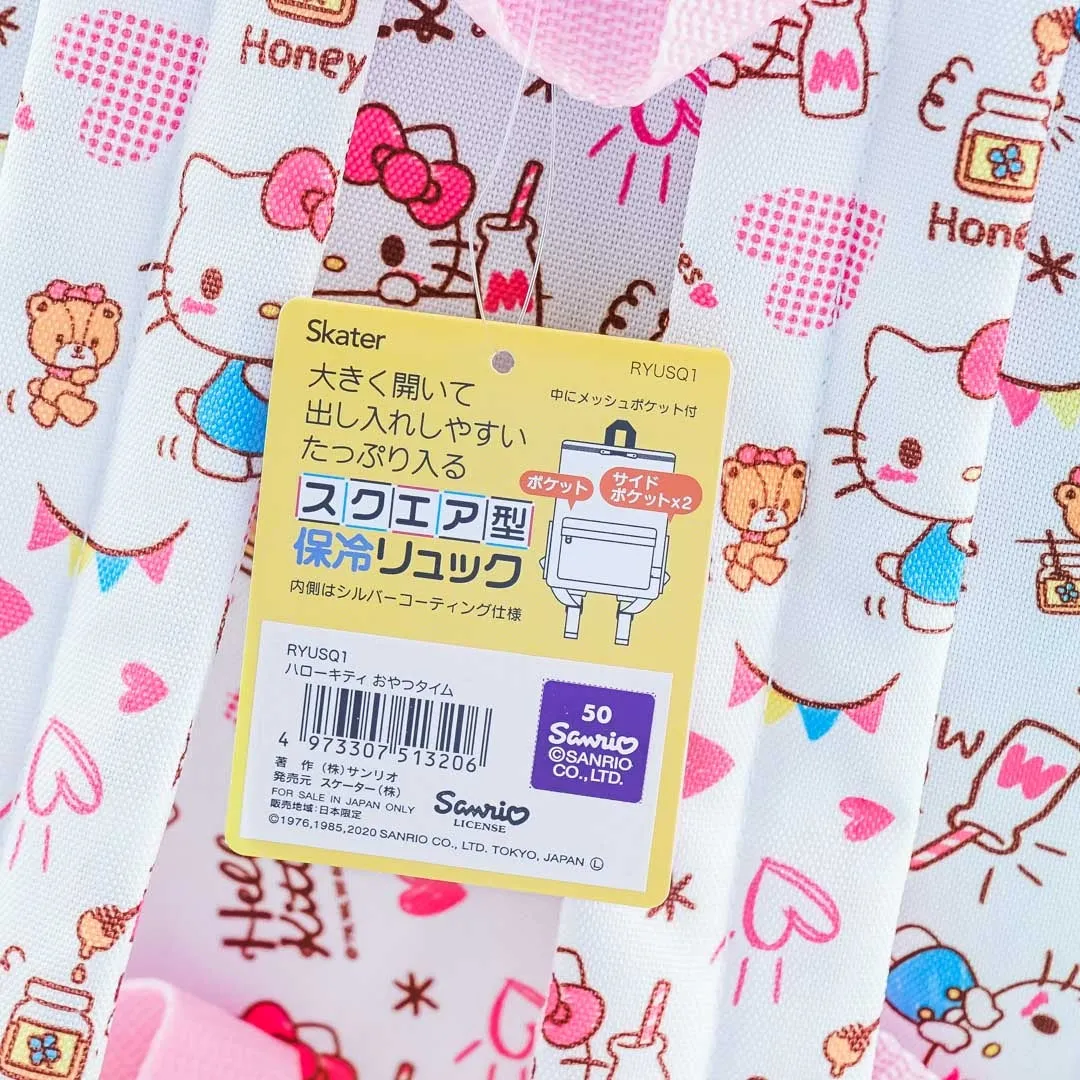 Honey
M
Honey
M
Skater
RYUSQ1
大きく開いて
出し入れしやすい
たっぷり入る
中にメッシュポケット付
ポケット
サイド
ポケット×2
スクエア型
保冷リュック
内側はシルバーコーティング仕様
RYUSQ1
ハローキティ おやつタイム
4 973307 513206
50
Sanrio
©SANRIO
CO., LTD.
著 作 (株)サンリオ
発売元 スケーター(株)
FOR SALE IN JAPAN ONLY
販売地域:日本限定
Sanrio
LICENSE
©1976,1985,2020 SANRIO CO., LTD. TOKYO, JAPAN Ⓛ
Hello
Kitty